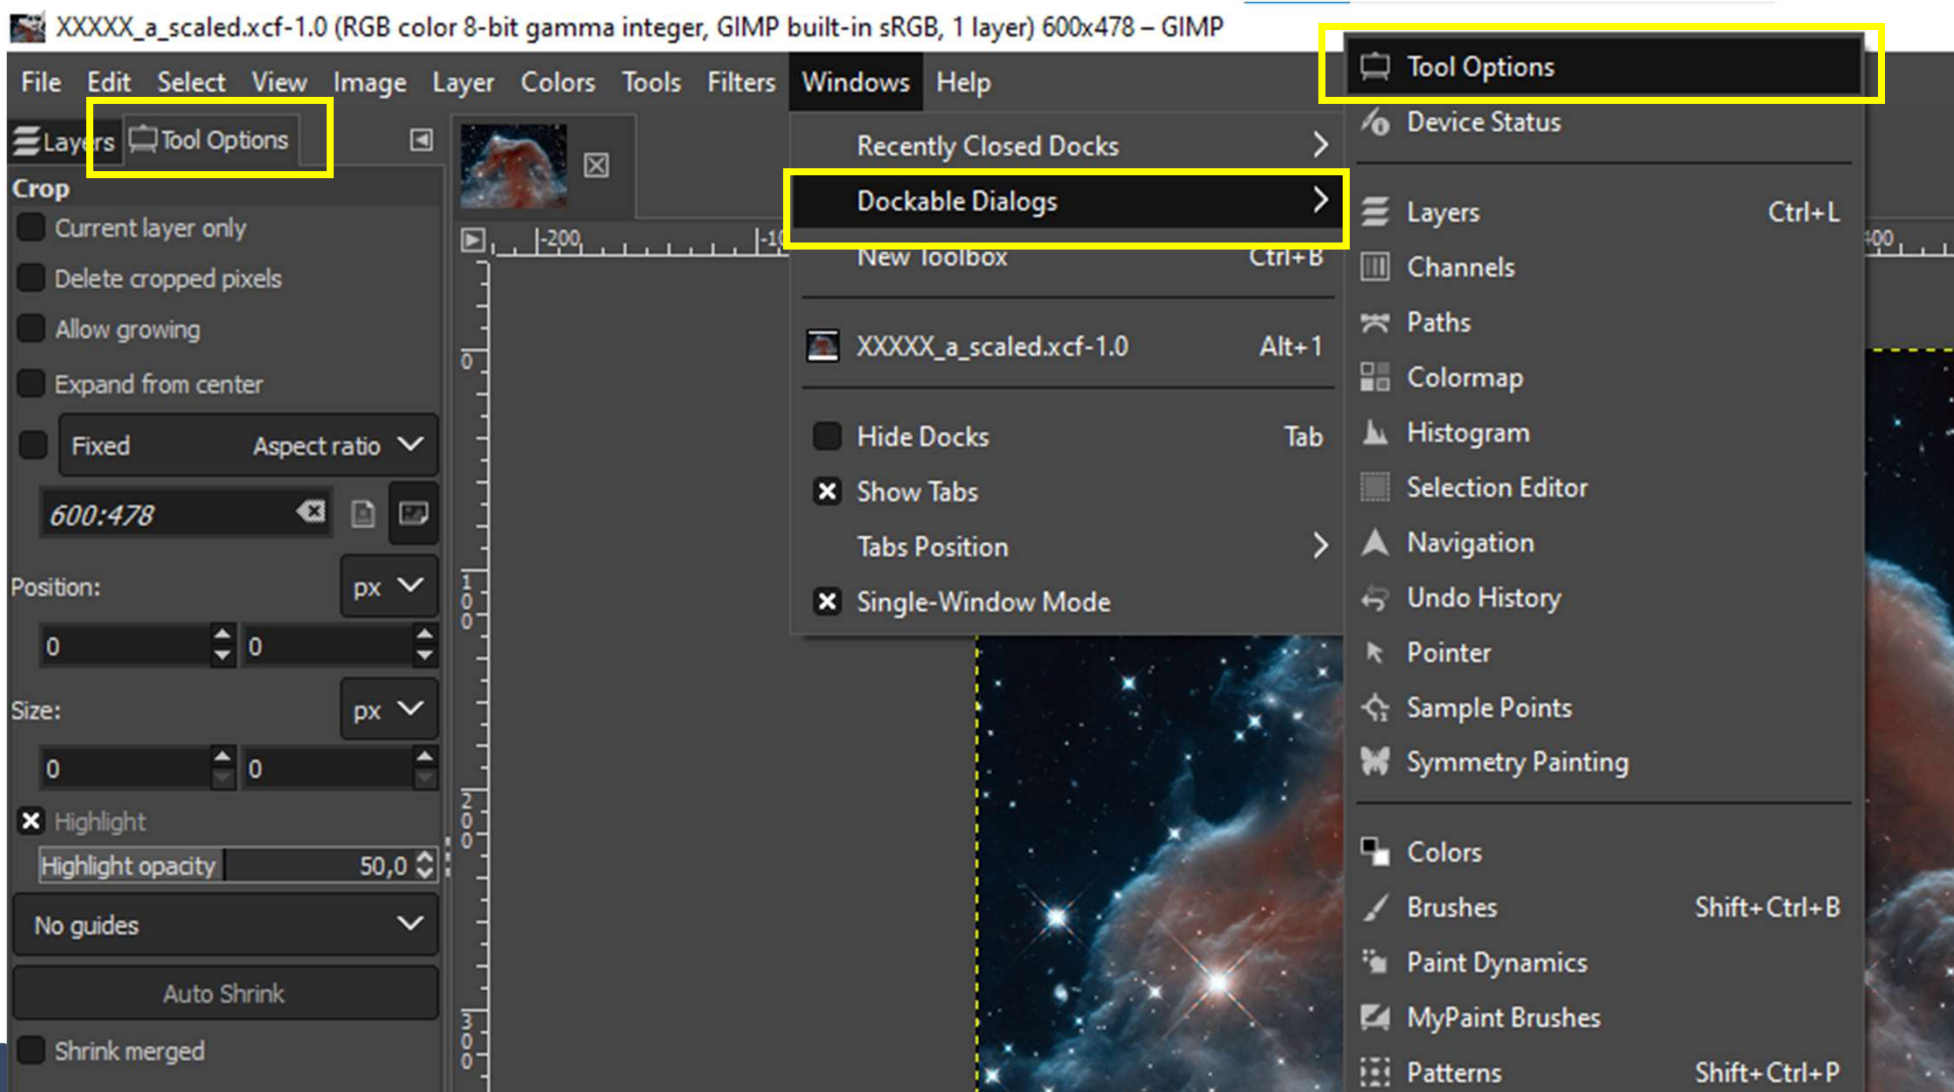 XXXXX_a_scaled.xcf-1.0 (RGB color 8-bit gamma integer, GIMP built-in sRGB, 1 layer) 600x478 – GIMP
File Edit Select View Image Layer Colors Tools Filters Windows Help
Layers Tool Options
Crop
Current layer only
Delete cropped pixels
Allow growing
Expand from center
Fixed Aspect ratio
600:478
Position: px
0 0
Size: px
0 0
Highlight
Highlight opacity 50,0
No guides
Auto Shrink
Shrink merged
-200
0
100
200
300
400
Recently Closed Docks
Dockable Dialogs
New Toolbox Ctrl+B
XXXXX_a_scaled.xcf-1.0 Alt+1
Hide Docks Tab
Show Tabs
Tabs Position
Single-Window Mode
Tool Options
Device Status
Layers Ctrl+L
Channels
Paths
Colormap
Histogram
Selection Editor
Navigation
Undo History
Pointer
Sample Points
Symmetry Painting
Colors
Brushes Shift+Ctrl+B
Paint Dynamics
MyPaint Brushes
Patterns Shift+Ctrl+P